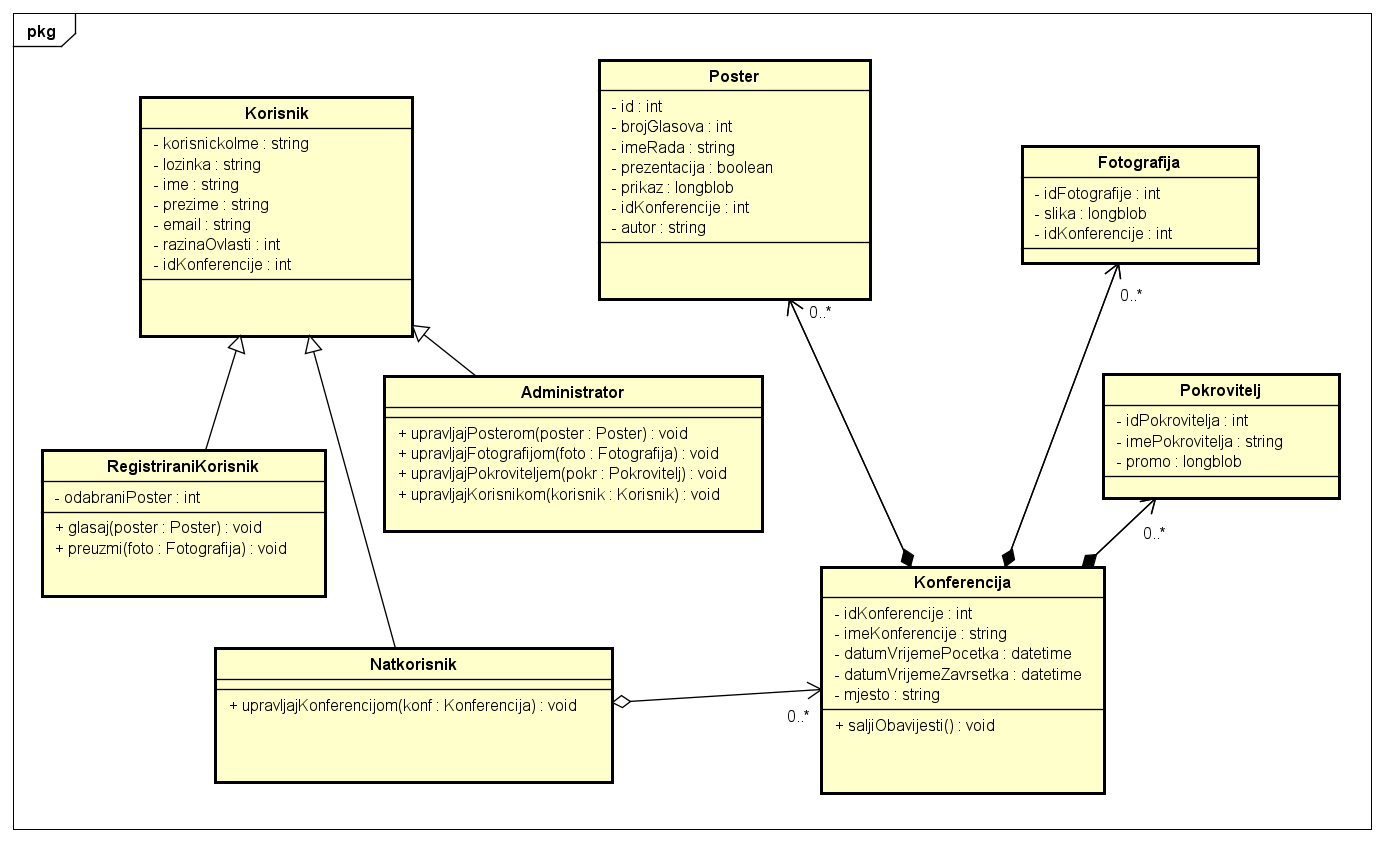 pkg
Korisnik
- korisnickoIme : string
- lozinka : string
- ime : string
- prezime : string
- email : string
- razinaOvlasti : int
- idKonferencije : int
Poster
- id : int
- brojGlasova : int
- imeRada : string
- prezentacija : boolean
- prikaz : longblob
- idKonferencije : int
- autor : string
0..*
Fotografija
- idFotografije : int
- slika : longblob
- idKonferencije : int
0..*
Administrator
+ upravljajPosterom(poster : Poster) : void
+ upravljajFotografijom(foto : Fotografija) : void
+ upravljajPokroviteljem(pokr : Pokrovitelj) : void
+ upravljajKorisnikom(korisnik : Korisnik) : void
Pokrovitelj
- idPokrovitelja : int
- imePokrovitelja : string
- promo : longblob
0..*
RegistriraniKorisnik
- odabraniPoster : int
+ glasaj(poster : Poster) : void
+ preuzmi(foto : Fotografija) : void
Natkorisnik
+ upravljajKonferencijom(konf : Konferencija) : void
0..*
Konferencija
- idKonferencije : int
- imeKonferencije : string
- datumVrijemePocetka : datetime
- datumVrijemeZavrsetka : datetime
- mjesto : string
+ saljiObavijesti() : void